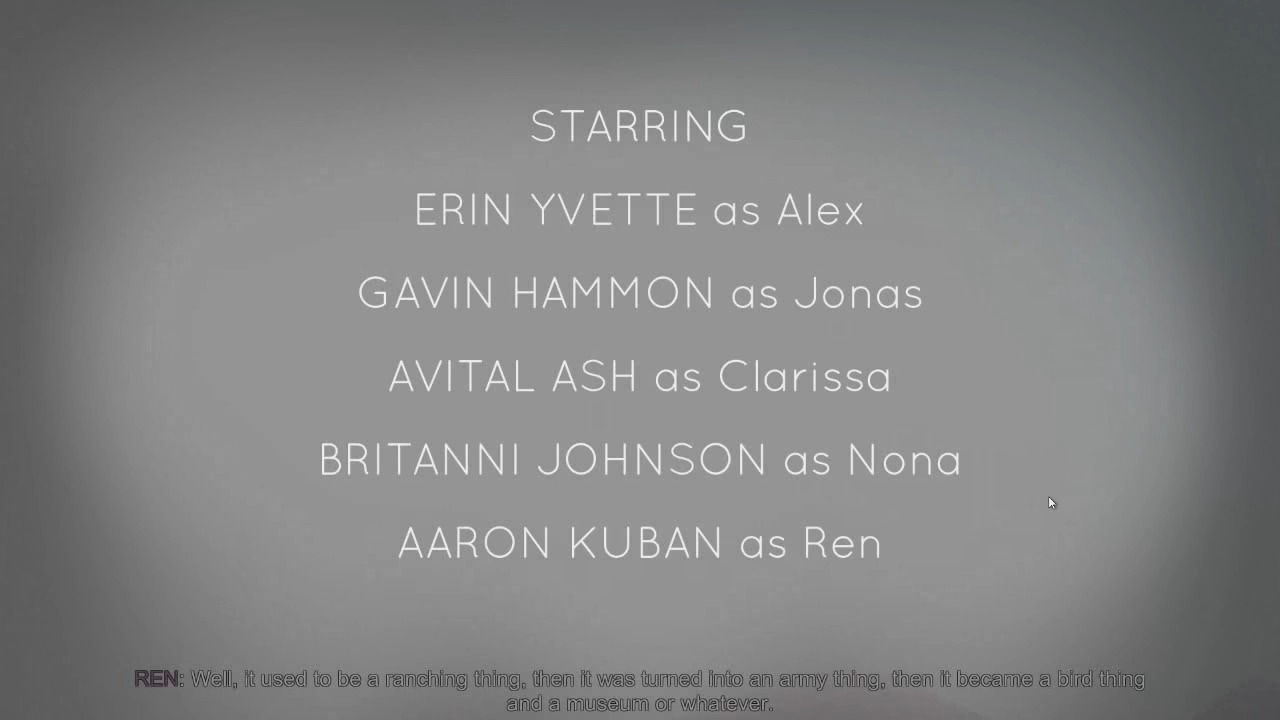 STARRING
ERIN YVETTE as Alex
GAVIN HAMMON as Jonas
AVITAL ASH as Clarissa
BRITANNI JOHNSON as Nona
AARON KUBAN as Ren
REN: Well, it used to be a ranching thing, then it was turned into an army thing, then it became a bird thing
and a museum or whatever.